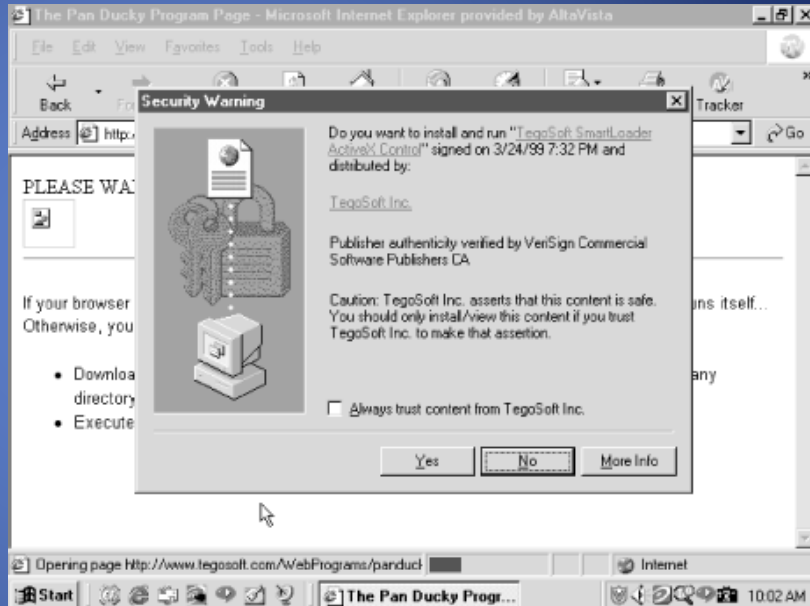 The Pan Ducky Program Page - Microsoft Internet Explorer provided by AltaVista
File Edit View Favorites Tools Help
Back
Tracker
Address http:
Go
Security Warning
PLEASE WA
Do you want to install and run "TegoSoft SmartLoader
ActiveX Control" signed on 3/24/99 7:32 PM and
distributed by:
TegoSoft Inc.
Publisher authenticity verified by VeriSign Commercial
Software Publishers CA
Caution: TegoSoft Inc. asserts that this content is safe.
You should only install/view this content if you trust
TegoSoft Inc. to make that assertion.
Always trust content from TegoSoft Inc.
Yes No More Info
If your browser
uns itself...
Otherwise, you
• Downloa
any
directory
• Execute
Opening page http://www.tegosoft.com/WebPrograms/panduck
Internet
Start
The Pan Ducky Progr...
10:02 AM